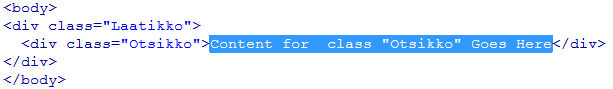 <body>
<div class="Laatikko">
  <div class="Otsikko">Content for  class "Otsikko" Goes Here</div>
</div>
</body>